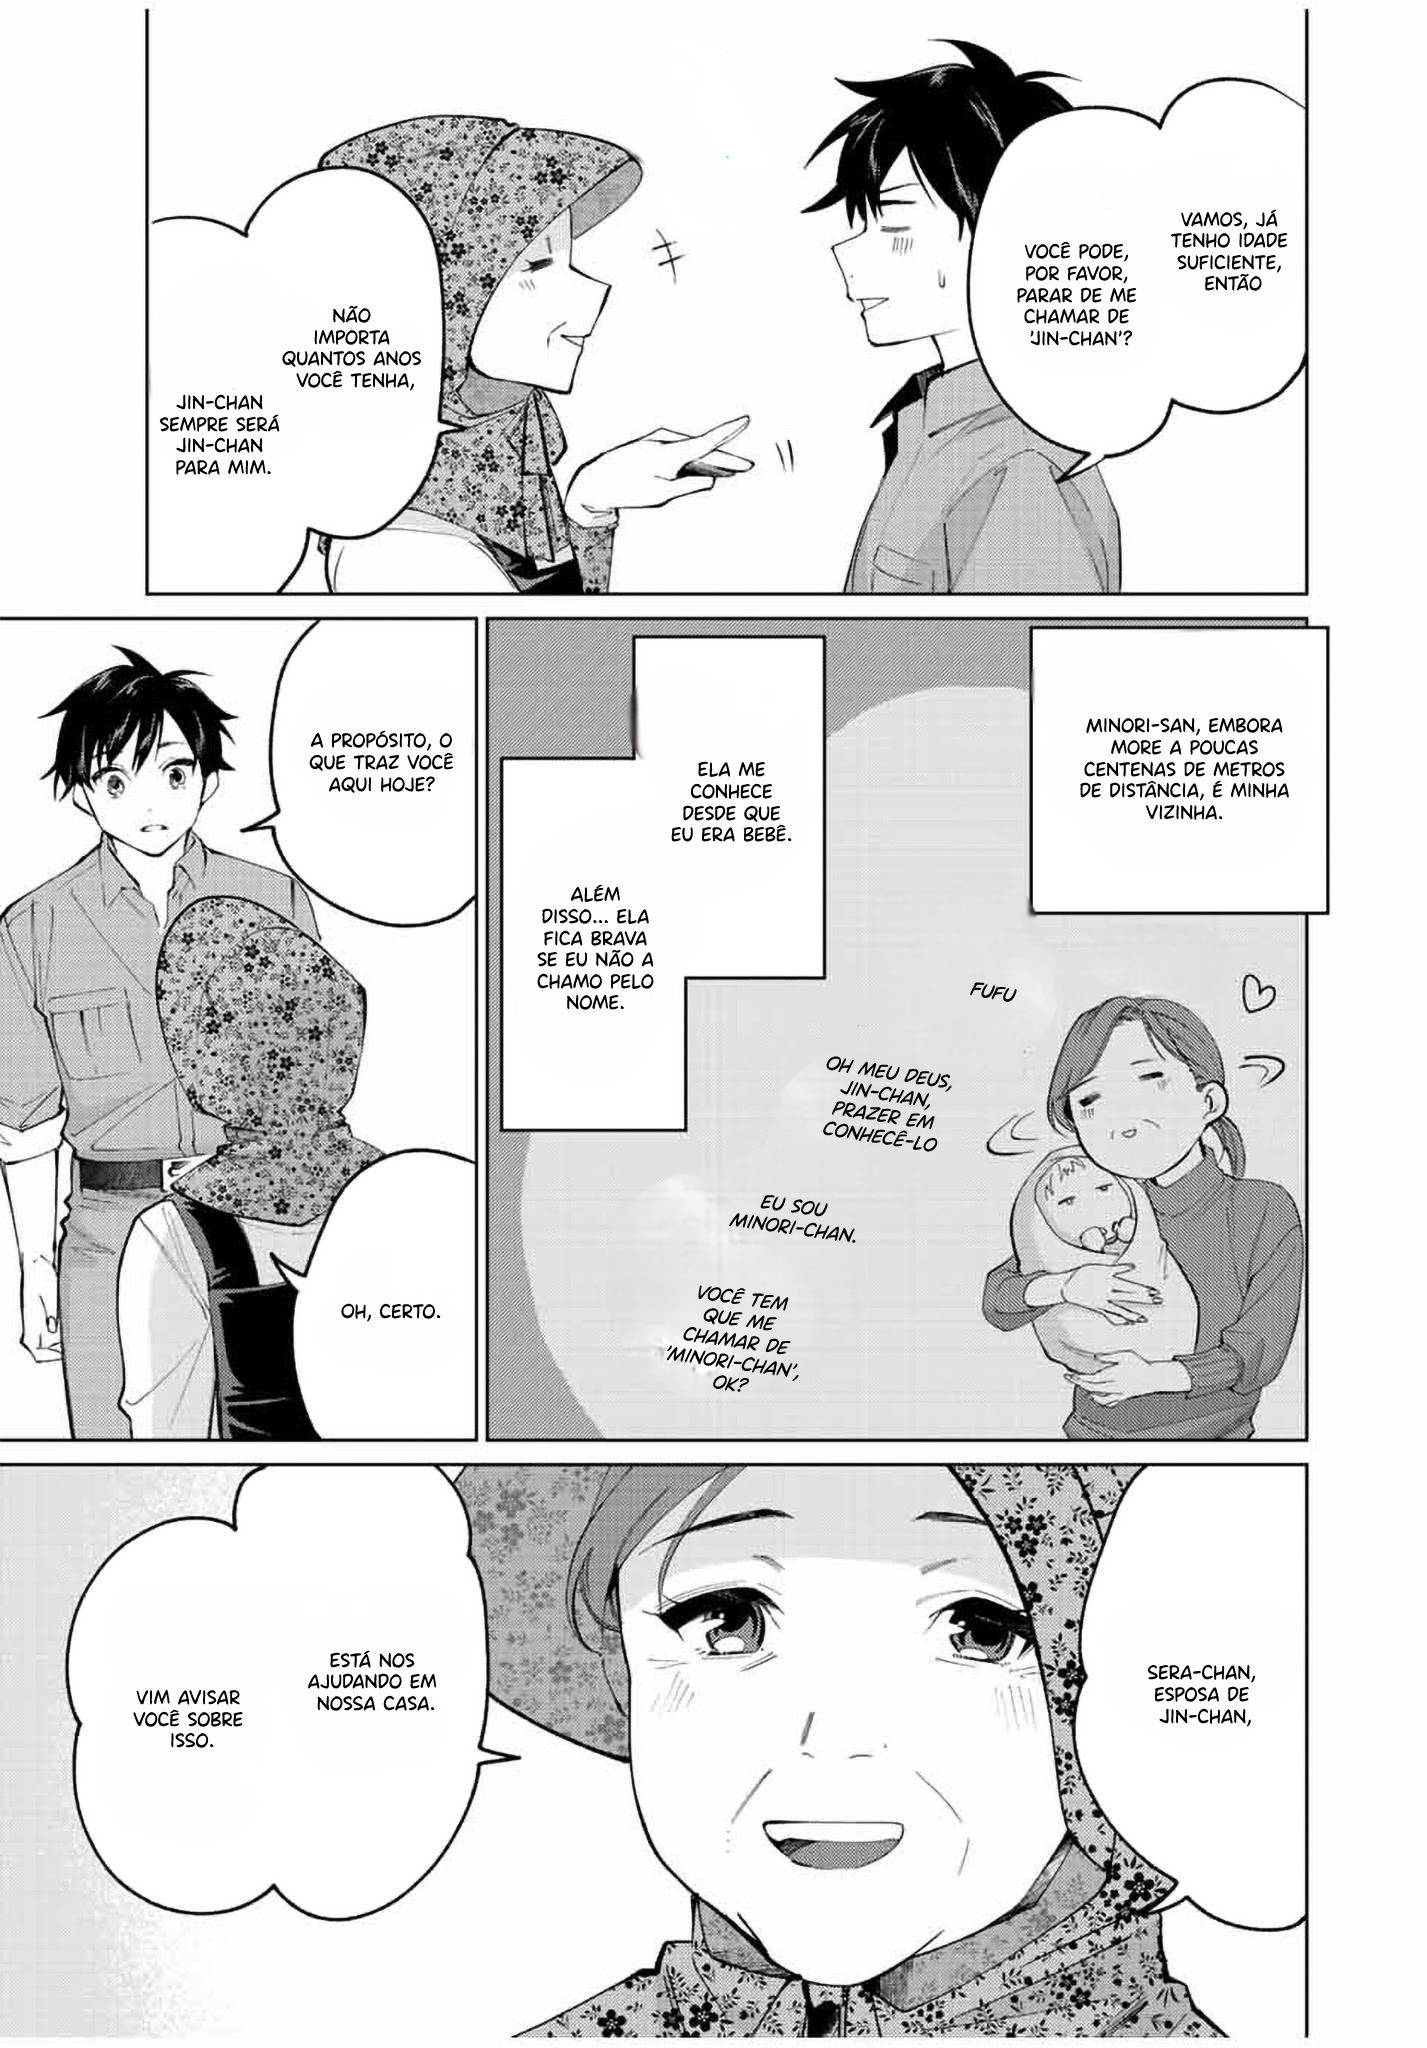 VAMOS, JÁ
TENHO IDADE
SUFICIENTE,
ENTÃO
VOCÊ PODE,
POR FAVOR,
PARAR DE ME
CHAMAR DE
'JIN-CHAN'?
NÃO
IMPORTA
QUANTOS ANOS
VOCÊ TENHA,
JIN-CHAN
SEMPRE SERÁ
JIN-CHAN
PARA MIM.
MINORI-SAN, EMBORA
MORE A POUCAS
CENTENAS DE METROS
DE DISTÂNCIA, É MINHA
VIZINHA.
ELA ME
CONHECE
DESDE QUE
EU ERA BEBÊ.
ALÉM
DISSO... ELA
FICA BRAVA
SE EU NÃO A
CHAMO PELO
NOME.
FUFU
OH MEU DEUS,
JIN-CHAN,
PRAZER EM
CONHECÊ-LO
EU SOU
MINORI-CHAN.
VOCÊ TEM
QUE ME
CHAMAR DE
'MINORI-CHAN',
OK?
A PROPÓSITO, O
QUE TRAZ VOCÊ
AQUI HOJE?
OH, CERTO.
SERA-CHAN,
ESPOSA DE
JIN-CHAN,
ESTÁ NOS
AJUDANDO EM
NOSSA CASA.
VIM AVISAR
VOCÊ SOBRE
ISSO.